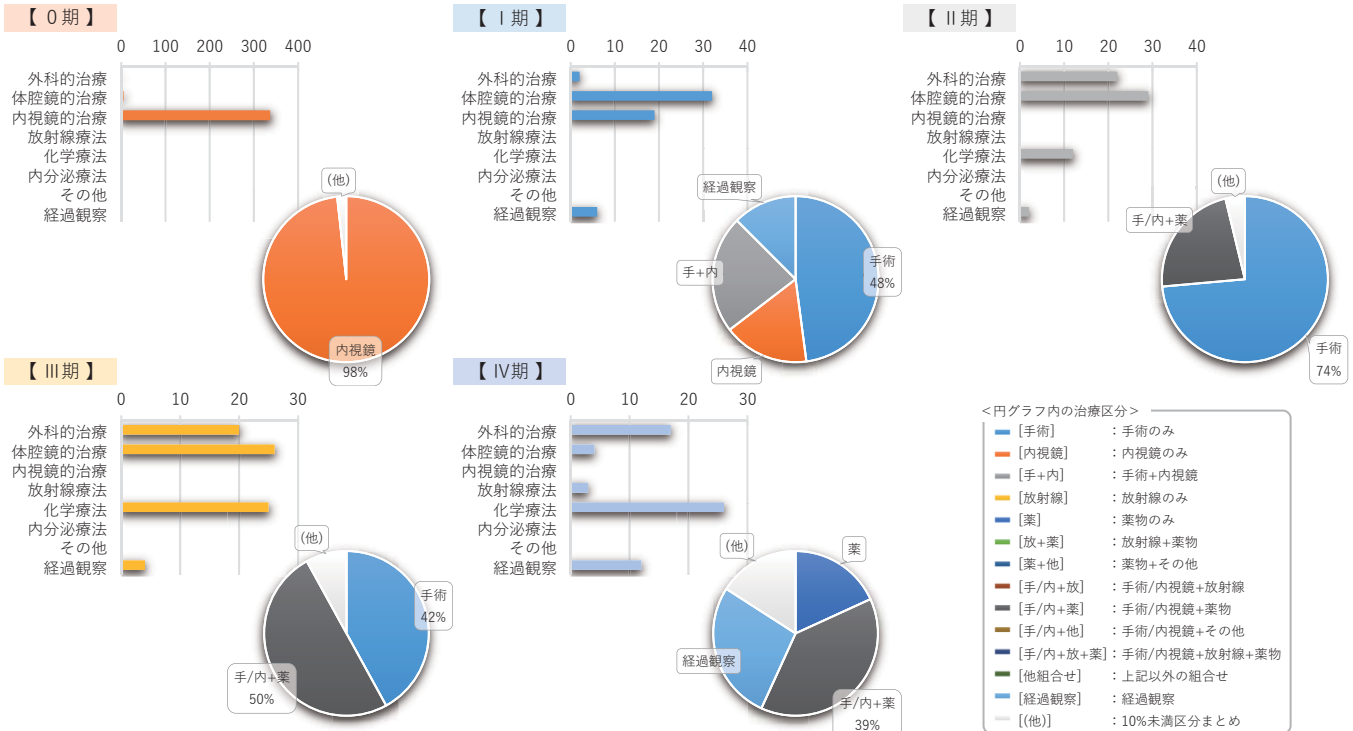 【 0期 】
0 100 200 300 400
外科的治療
体腔鏡的治療
内視鏡的治療
放射線療法
化学療法
内分泌療法
その他
経過観察
(他)
内視鏡
98%
【 I期 】
0 10 20 30 40
外科的治療
体腔鏡的治療
内視鏡的治療
放射線療法
化学療法
内分泌療法
その他
経過観察
経過観察
手+内
手術
48%
内視鏡
【 II期 】
0 10 20 30 40
外科的治療
体腔鏡的治療
内視鏡的治療
放射線療法
化学療法
内分泌療法
その他
経過観察
(他)
手/内+薬
手術
74%
【 III期 】
0 10 20 30
外科的治療
体腔鏡的治療
内視鏡的治療
放射線療法
化学療法
内分泌療法
その他
経過観察
(他)
手術
42%
手/内+薬
50%
【 IV期 】
0 10 20 30
外科的治療
体腔鏡的治療
内視鏡的治療
放射線療法
化学療法
内分泌療法
その他
経過観察
(他)
薬
経過観察
手/内+薬
39%
＜円グラフ内の治療区分＞
[手術] ：手術のみ
[内視鏡] ：内視鏡のみ
[手+内] ：手術+内視鏡
[放射線] ：放射線のみ
[薬] ：薬物のみ
[放+薬] ：放射線+薬物
[薬+他] ：薬物+その他
[手/内+放] ：手術/内視鏡+放射線
[手/内+薬] ：手術/内視鏡+薬物
[手/内+他] ：手術/内視鏡+その他
[手/内+放+薬]：手術/内視鏡+放射線+薬物
[他組合せ] ：上記以外の組合せ
[経過観察] ：経過観察
[(他)] ：10%未満区分まとめ